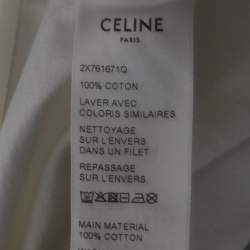 CELINE
PARIS
2X761671Q
100% COTON
LAVER AVEC
COLORIS SIMILAIRES
NETTOYAGE
SUR L'ENVERS
DANS UN FILET
REPASSAGE
SUR L'ENVERS
MAIN MATERIAL
100% COTTON